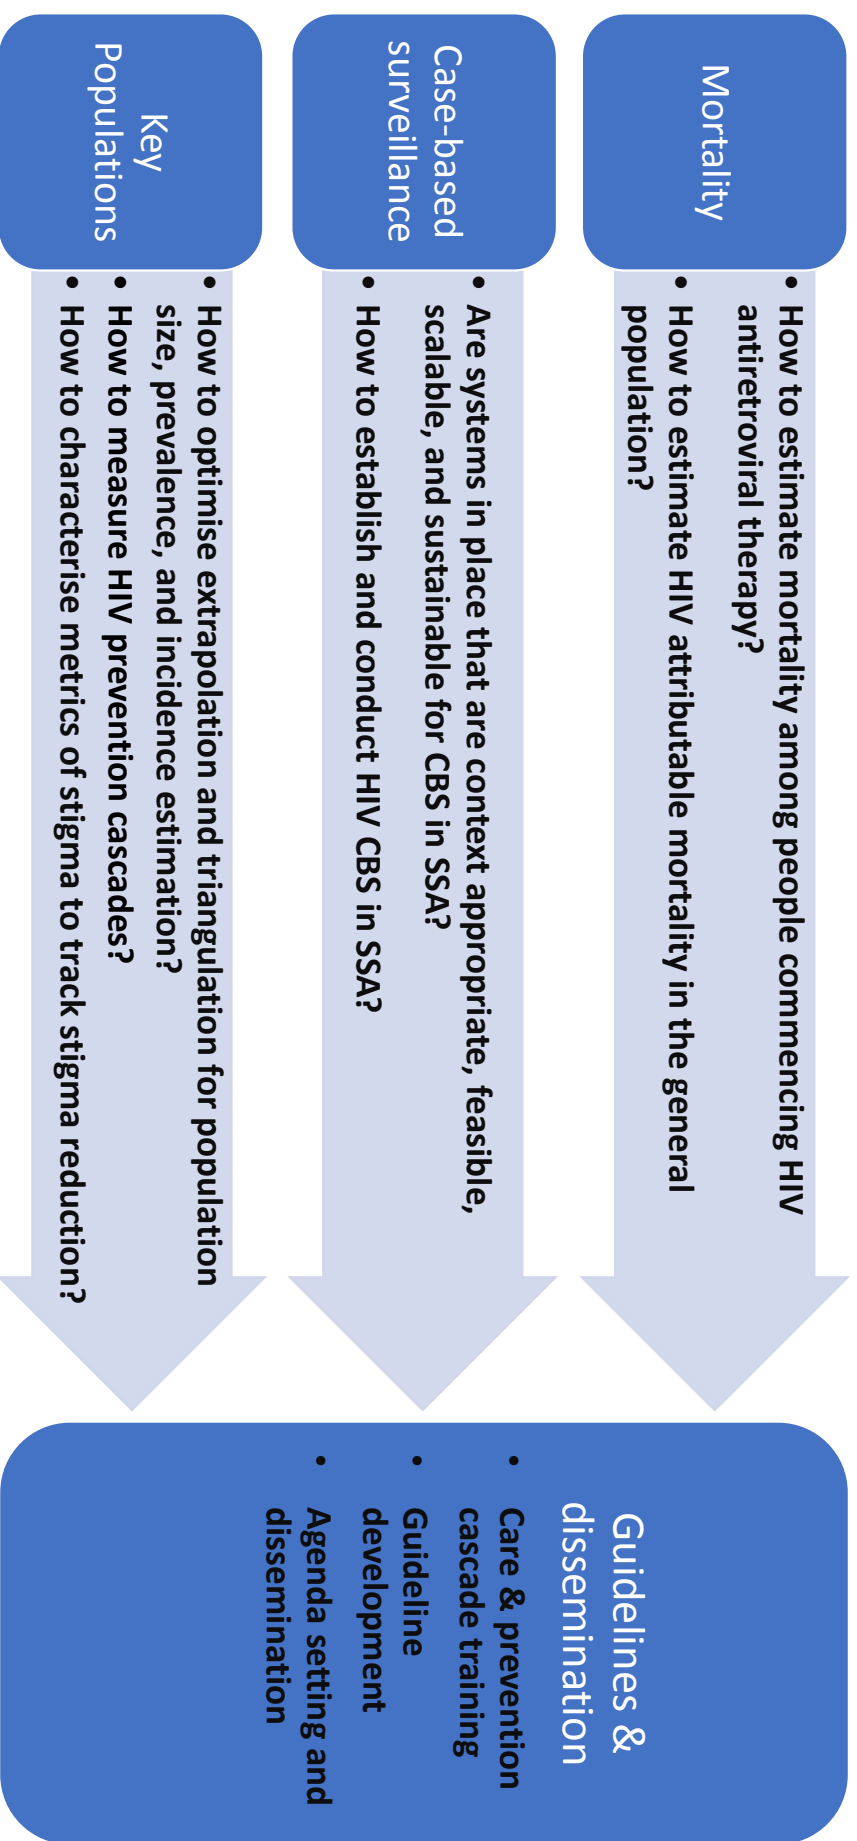 Mortality
• How to estimate mortality among people commencing HIV
antiretroviral therapy?
• How to estimate HIV attributable mortality in the general
population?
Case-based
surveillance
• Are systems in place that are context appropriate, feasible,
scalable, and sustainable for CBS in SSA?
• How to establish and conduct HIV CBS in SSA?
Key
Populations
• How to optimise extrapolation and triangulation for population
size, prevalence, and incidence estimation?
• How to measure HIV prevention cascades?
• How to characterise metrics of stigma to track stigma reduction?
Guidelines &
dissemination
• Care & prevention
cascade training
• Guideline
development
• Agenda setting and
dissemination